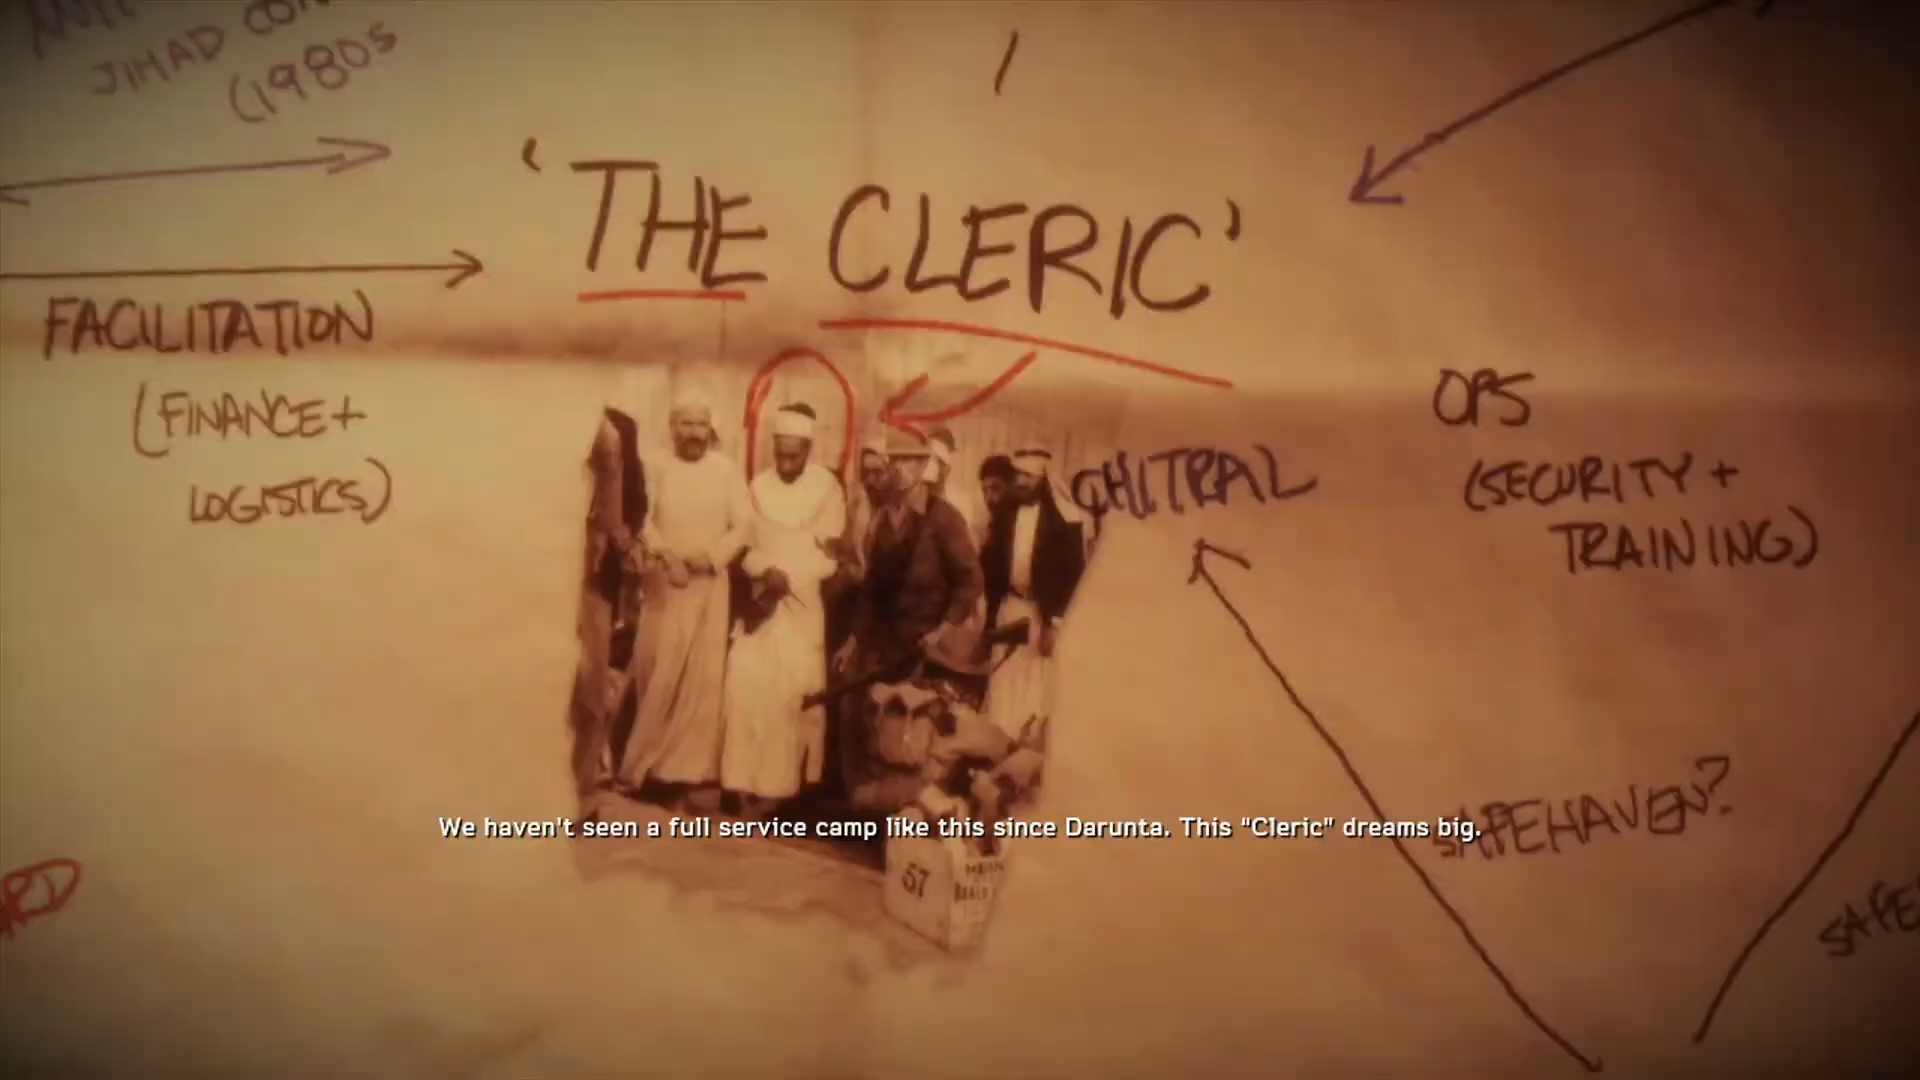 JIHAD
(1980s
'THE CLERIC'
FACILITATION
(FINANCE +
LOGISTICS)
CHITRAL
OPS
(SECURITY +
TRAINING)
We haven't seen a full service camp like this since Darunta. This "Cleric" dreams big.
SAFEHAVEN?
57